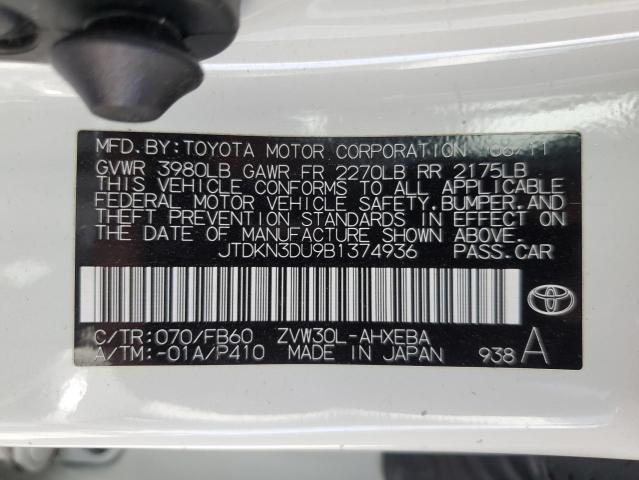 MFD. BY: TOYOTA MOTOR CORPORATION
GVWR 3980LB GAWR FR 2270LB RR 2175LB
THIS VEHICLE CONFORMS TO ALL APPLICABLE
FEDERAL MOTOR VEHICLE SAFETY, BUMPER, AND
THEFT PREVENTION STANDARDS IN EFFECT ON
THE DATE OF MANUFACTURE SHOWN ABOVE.
JTDKN3DU9B1374936 PASS. CAR
C/TR: 070/FB60 ZVW30L-AHXEBA
A/TM: -01A/P410 MADE IN JAPAN 938 A